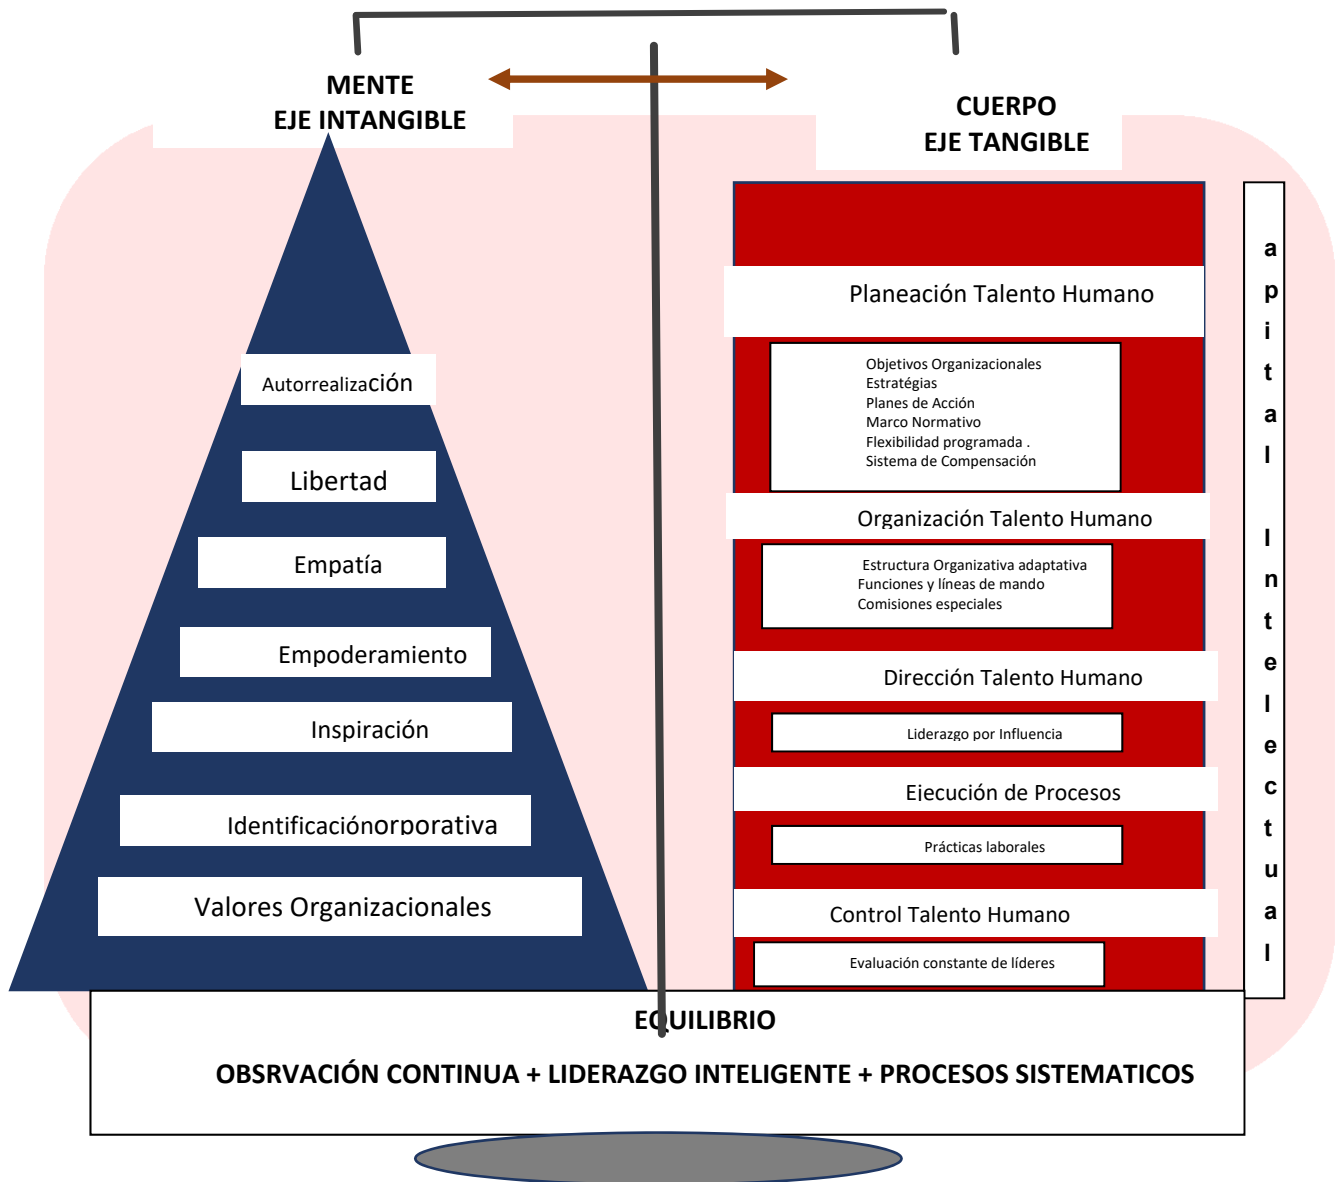 MENTE
EJE INTANGIBLE
CUERPO
EJE TANGIBLE
Autorrealización
Libertad
Empatía
Empoderamiento
Inspiración
Identificaciónorporativa
Valores Organizacionales
Planeación Talento Humano
Objetivos Organizacionales
Estratégias
Planes de Acción
Marco Normativo
Flexibilidad programada .
Sistema de Compensación
Organización Talento Humano
Estructura Organizativa adaptativa
Funciones y líneas de mando
Comisiones especiales
Dirección Talento Humano
Liderazgo por Influencia
Ejecución de Procesos
Prácticas laborales
Control Talento Humano
Evaluación constante de líderes
apital Intelectual
EQUILIBRIO
OBSRVACIÓN CONTINUA + LIDERAZGO INTELIGENTE + PROCESOS SISTEMATICOS